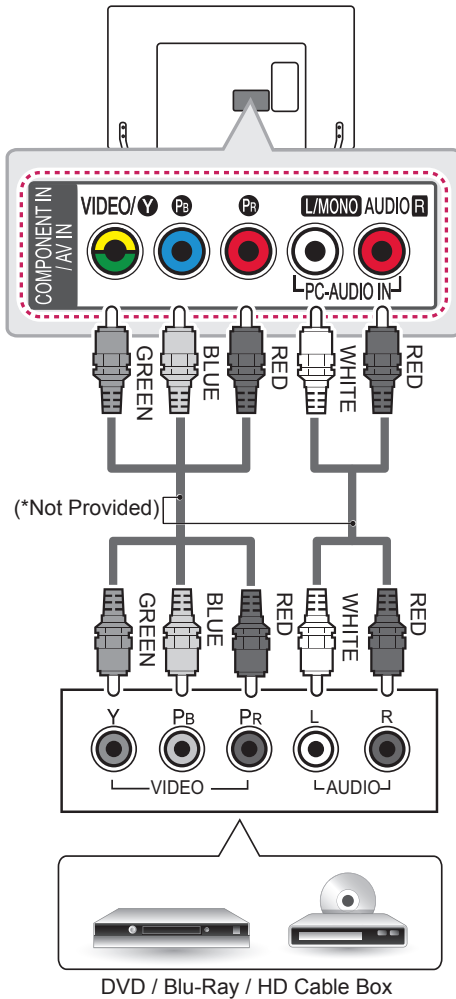 COMPONENT IN
/ AV IN
VIDEO/Y PB PR L/MONO AUDIO R
PC-AUDIO IN
GREEN BLUE RED WHITE RED
(*Not Provided)
GREEN BLUE RED WHITE RED
Y PB PR L R
VIDEO AUDIO
DVD / Blu-Ray / HD Cable Box